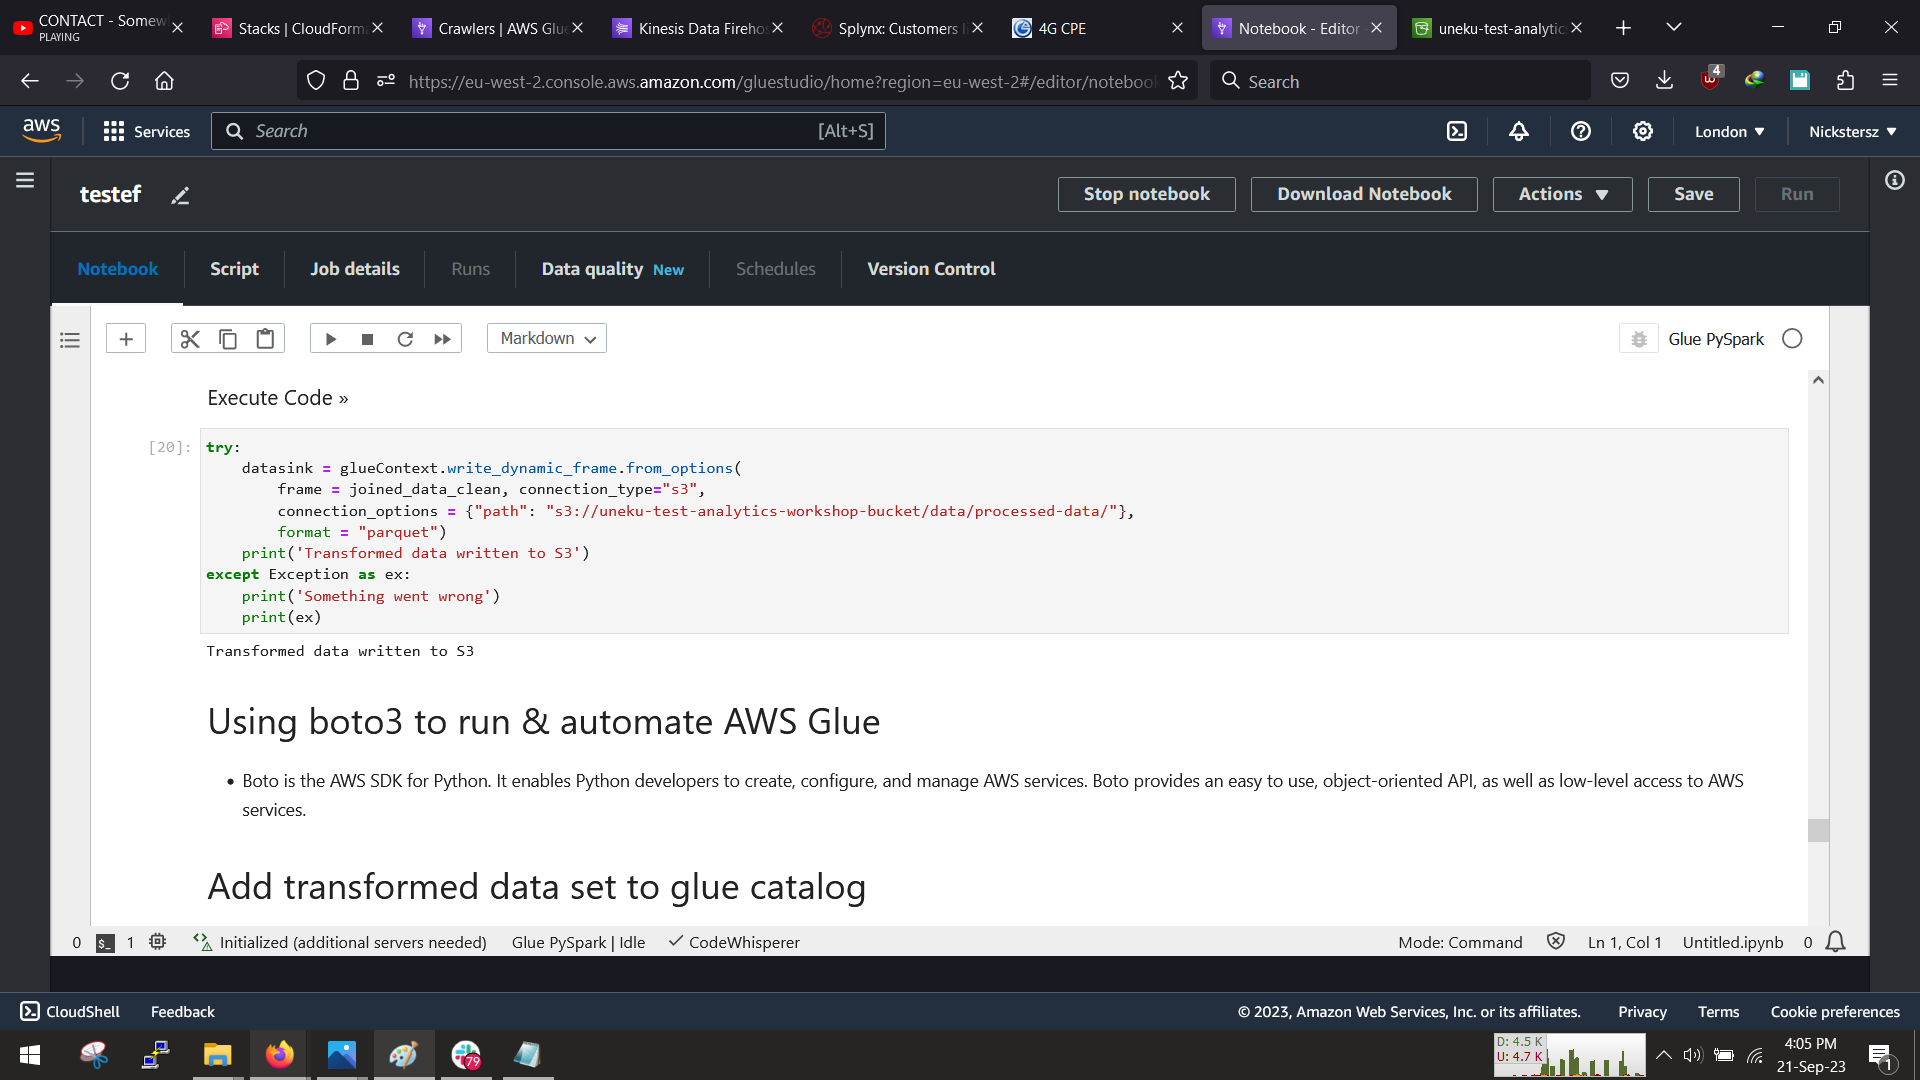 CONTACT - Somew
PLAYING
Stacks | CloudForma
Crawlers | AWS Glue
Kinesis Data Firehos
Splynx: Customers l
4G CPE
Notebook - Editor -
uneku-test-analytics
https://eu-west-2.console.aws.amazon.com/gluestudio/home?region=eu-west-2#/editor/notebook
Search
4
aws
Services
Search
[Alt+S]
London ▼
Nickstersz ▼
testef
Stop notebook
Download Notebook
Actions ▼
Save
Run
Notebook
Script
Job details
Runs
Data quality New
Schedules
Version Control
Markdown
Glue PySpark
Execute Code »
[20]:
try:
    datasink = glueContext.write_dynamic_frame.from_options(
        frame = joined_data_clean, connection_type="s3",
        connection_options = {"path": "s3://uneku-test-analytics-workshop-bucket/data/processed-data/"},
        format = "parquet")
    print('Transformed data written to S3')
except Exception as ex:
    print('Something went wrong')
    print(ex)
Transformed data written to S3
Using boto3 to run & automate AWS Glue
• Boto is the AWS SDK for Python. It enables Python developers to create, configure, and manage AWS services. Boto provides an easy to use, object-oriented API, as well as low-level access to AWS
services.
Add transformed data set to glue catalog
0
$_
1
Initialized (additional servers needed)
Glue PySpark | Idle
CodeWhisperer
Mode: Command
Ln 1, Col 1
Untitled.ipynb
0
CloudShell
Feedback
© 2023, Amazon Web Services, Inc. or its affiliates.
Privacy
Terms
Cookie preferences
79
D: 4.5 K
U: 4.7 K
4:05 PM
21-Sep-23
1